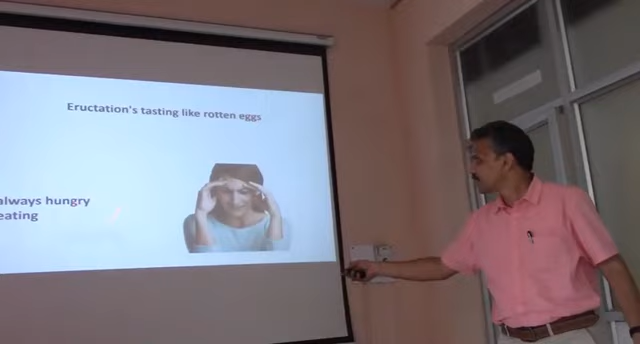 Eructation's tasting like rotten eggs
always hungry
eating